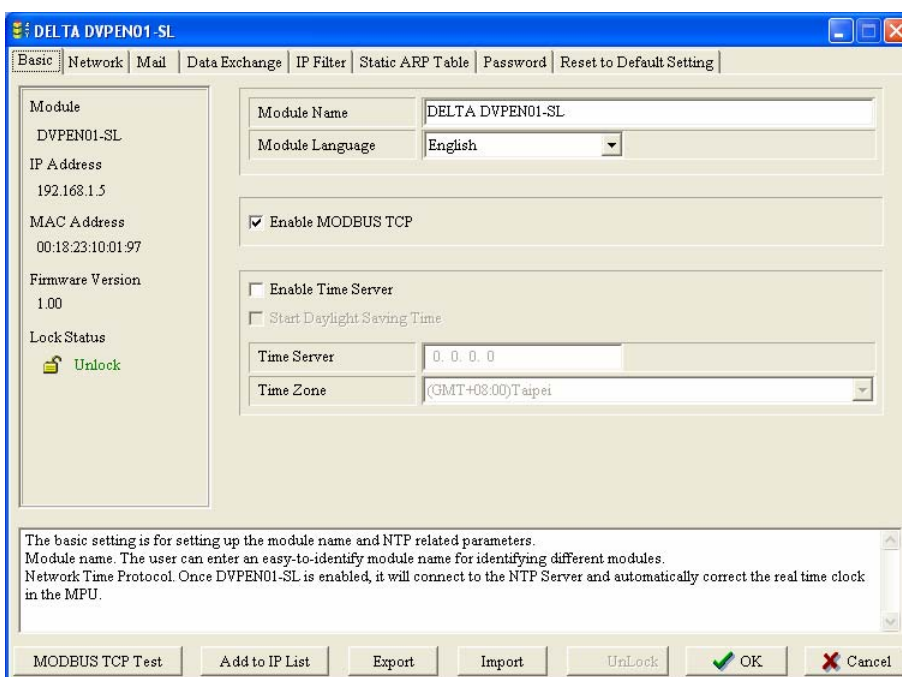 DELTA DVPEN01-SL
Basic Network Mail Data Exchange IP Filter Static ARP Table Password Reset to Default Setting
Module
DVPEN01-SL
IP Address
192.168.1.5
MAC Address
00:18:23:10:01:97
Firmware Version
1.00
Lock Status
Unlock
Module Name DELTA DVPEN01-SL
Module Language English
Enable MODBUS TCP
Enable Time Server
Start Daylight Saving Time
Time Server 0. 0. 0. 0
Time Zone (GMT+08:00)Taipei
The basic setting is for setting up the module name and NTP related parameters.
Module name. The user can enter an easy-to-identify module name for identifying different modules.
Network Time Protocol. Once DVPEN01-SL is enabled, it will connect to the NTP Server and automatically correct the real time clock
in the MPU.
MODBUS TCP Test Add to IP List Export Import UnLock OK Cancel